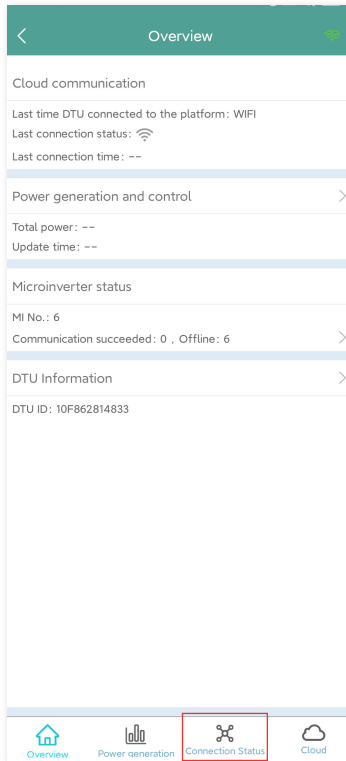 Overview
Cloud communication
Last time DTU connected to the platform: WIFI
Last connection status:
Last connection time: --
Power generation and control
Total power: --
Update time: --
Microinverter status
MI No.: 6
Communication succeeded: 0 , Offline: 6
DTU Information
DTU ID: 10F862814833
Overview
Power generation
Connection Status
Cloud